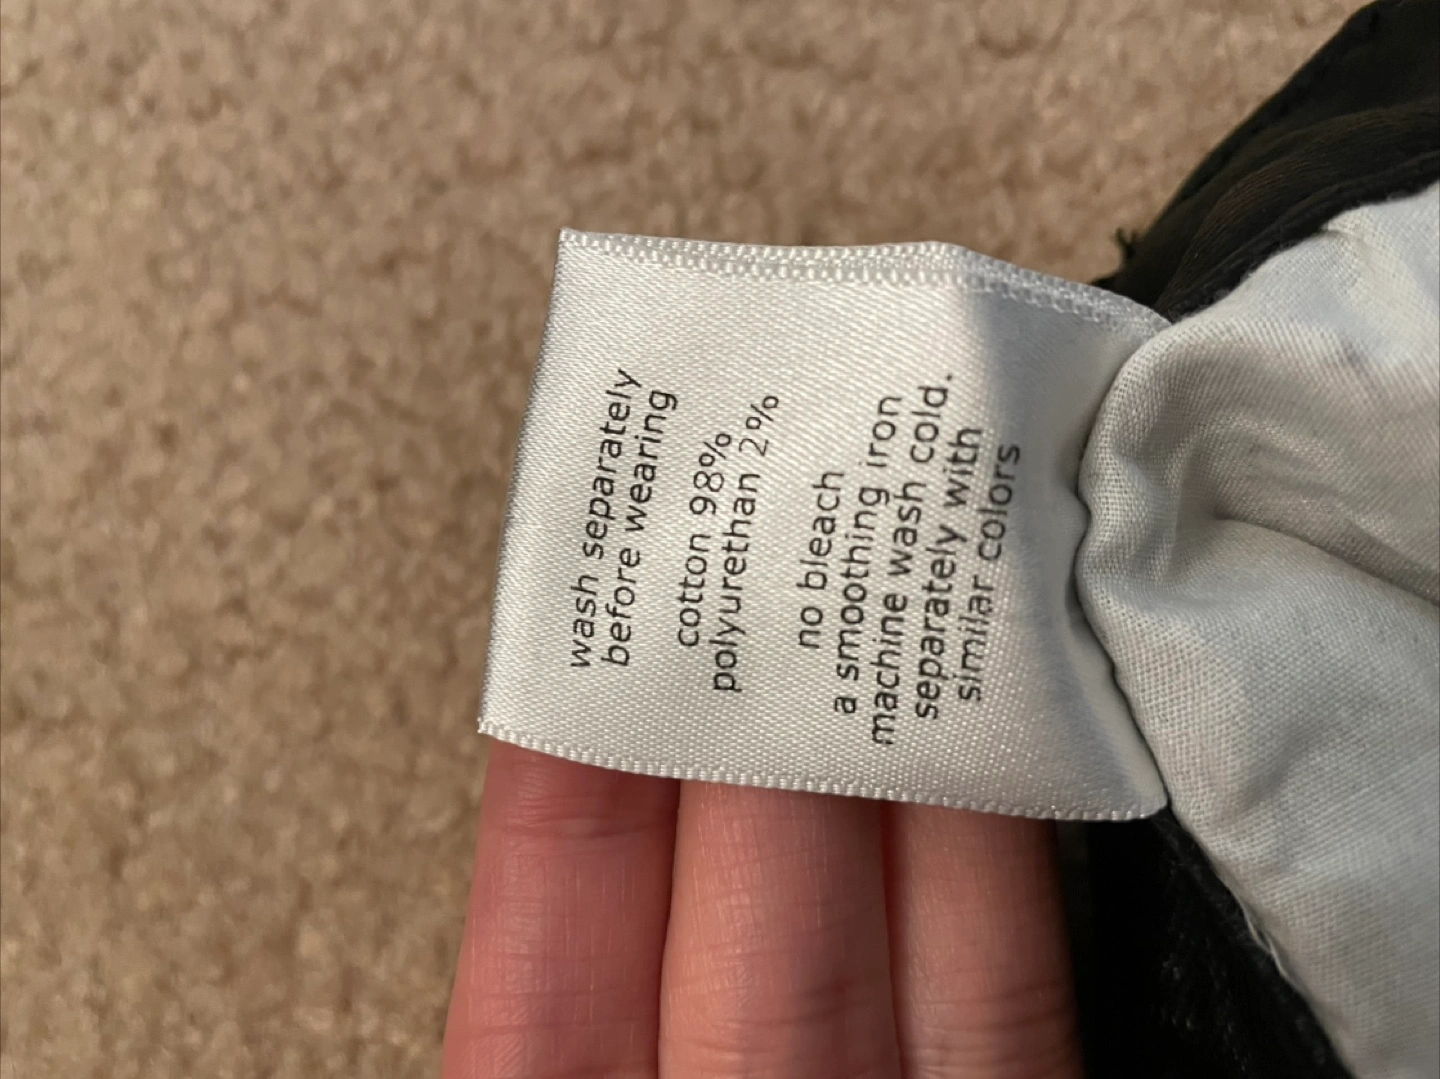 wash separately
before wearing
cotton 98%
polyurethan 2%
no bleach
a smoothing iron
machine wash cold.
separately with
similar colors